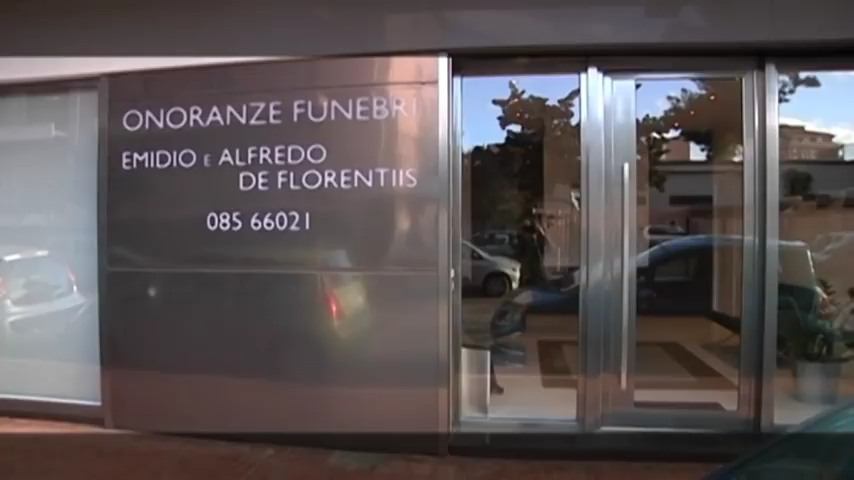 ONORANZE FUNEBRI
EMIDIO E ALFREDO
DE FLORENTIIS
085 66021